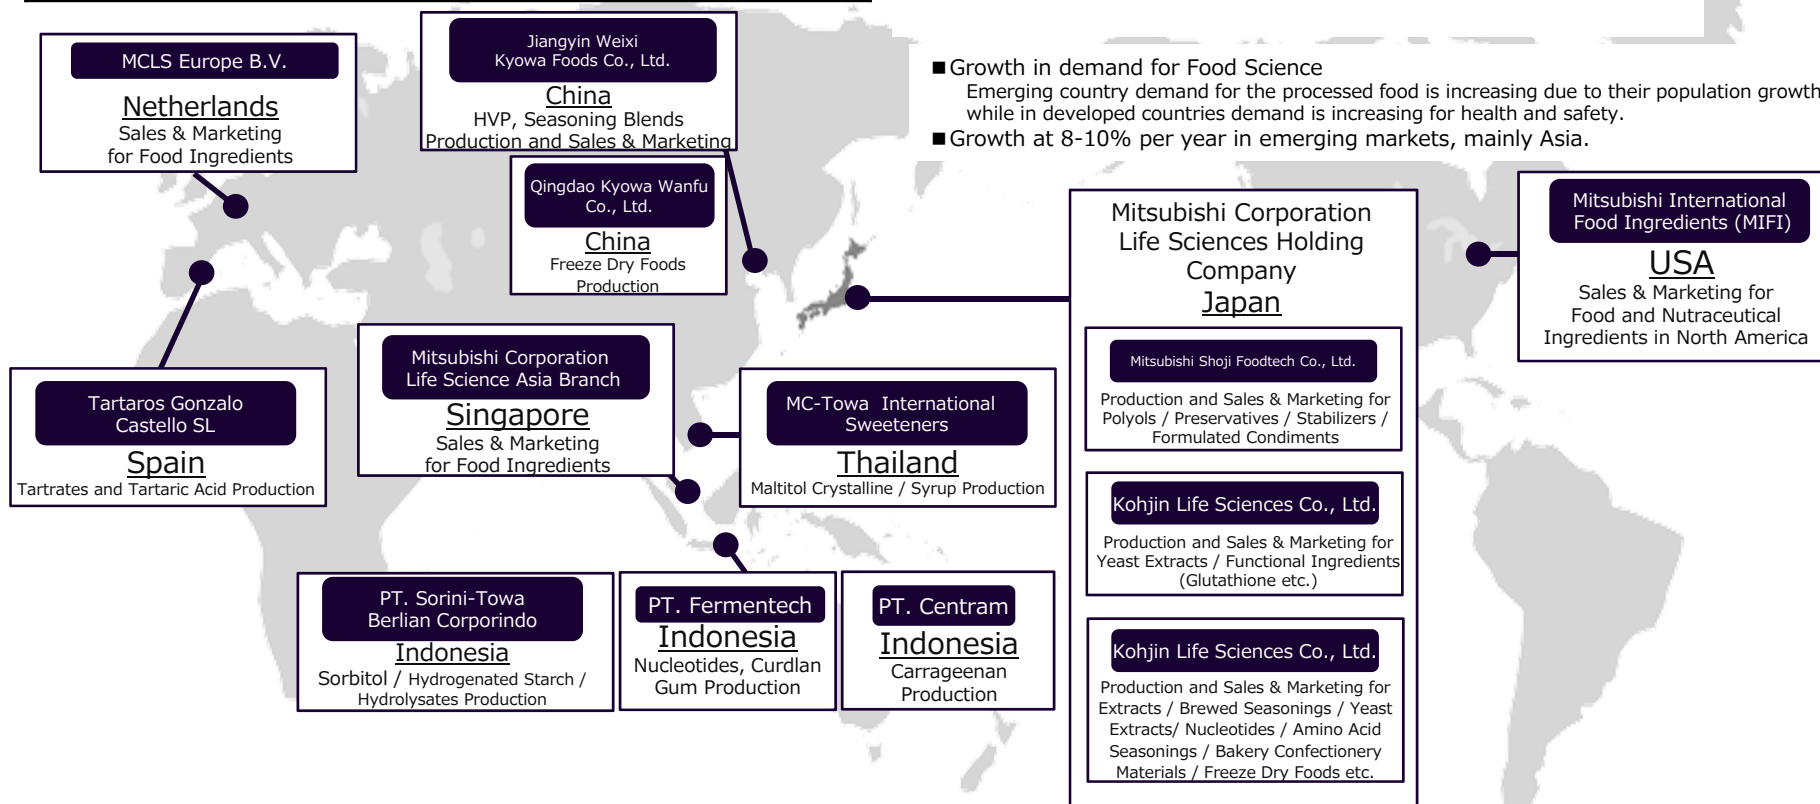 MCLS Europe B.V.
Netherlands
Sales & Marketing
for Food Ingredients
Jiangyin Weixi
Kyowa Foods Co., Ltd.
China
HVP, Seasoning Blends
Production and Sales & Marketing
Qingdao Kyowa Wanfu
Co., Ltd.
China
Freeze Dry Foods
Production
■ Growth in demand for Food Science
Emerging country demand for the processed food is increasing due to their population growth
while in developed countries demand is increasing for health and safety.
■ Growth at 8-10% per year in emerging markets, mainly Asia.
Mitsubishi Corporation
Life Sciences Holding
Company
Japan
Mitsubishi Shoji Foodtech Co., Ltd.
Production and Sales & Marketing for
Polyols / Preservatives / Stabilizers /
Formulated Condiments
Kohjin Life Sciences Co., Ltd.
Production and Sales & Marketing for
Yeast Extracts / Functional Ingredients
(Glutathione etc.)
Kohjin Life Sciences Co., Ltd.
Production and Sales & Marketing for
Extracts / Brewed Seasonings / Yeast
Extracts/ Nucleotides / Amino Acid
Seasonings / Bakery Confectionery
Materials / Freeze Dry Foods etc.
Mitsubishi International
Food Ingredients (MIFI)
USA
Sales & Marketing for
Food and Nutraceutical
Ingredients in North America
Tartaros Gonzalo
Castello SL
Spain
Tartrates and Tartaric Acid Production
Mitsubishi Corporation
Life Science Asia Branch
Singapore
Sales & Marketing
for Food Ingredients
MC-Towa International
Sweeteners
Thailand
Maltitol Crystalline / Syrup Production
PT. Sorini-Towa
Berlian Corporindo
Indonesia
Sorbitol / Hydrogenated Starch /
Hydrolysates Production
PT. Fermentech
Indonesia
Nucleotides, Curdlan
Gum Production
PT. Centram
Indonesia
Carrageenan
Production